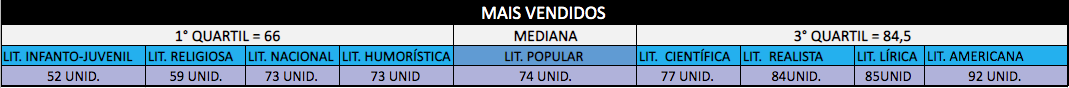 MAIS VENDIDOS
1° QUARTIL = 66 MEDIANA 3° QUARTIL = 84,5
LIT. INFANTO-JUVENIL LIT. RELIGIOSA LIT. NACIONAL LIT. HUMORÍSTICA LIT. POPULAR LIT. CIENTÍFICA LIT. REALISTA LIT. LÍRICA LIT. AMERICANA
52 UNID. 59 UNID. 73 UNID. 73 UNID 74 UNID. 77 UNID. 84UNID 85UNID 92 UNID.